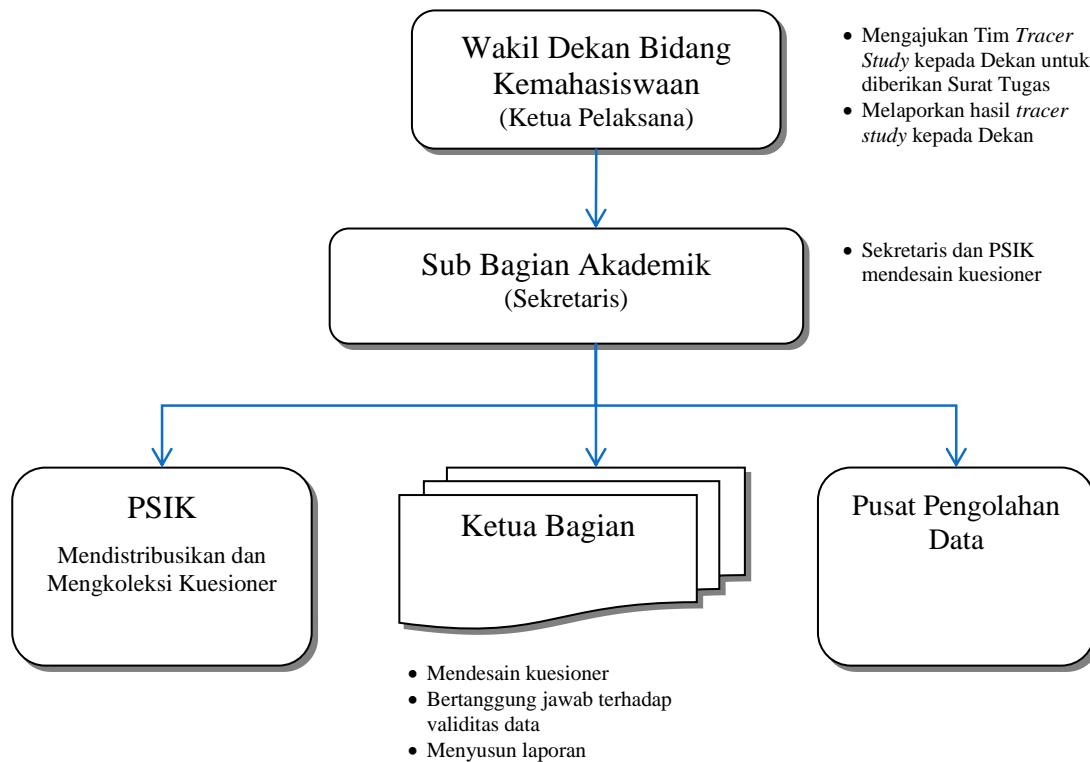 Wakil Dekan Bidang
Kemahasiswaan
(Ketua Pelaksana)
• Mengajukan Tim Tracer
Study kepada Dekan untuk
diberikan Surat Tugas
• Melaporkan hasil tracer
study kepada Dekan
Sub Bagian Akademik
(Sekretaris)
• Sekretaris dan PSIK
mendesain kuesioner
PSIK
Mendistribusikan dan
Mengkoleksi Kuesioner
Ketua Bagian
Pusat Pengolahan
Data
• Mendesain kuesioner
• Bertanggung jawab terhadap
validitas data
• Menyusun laporan